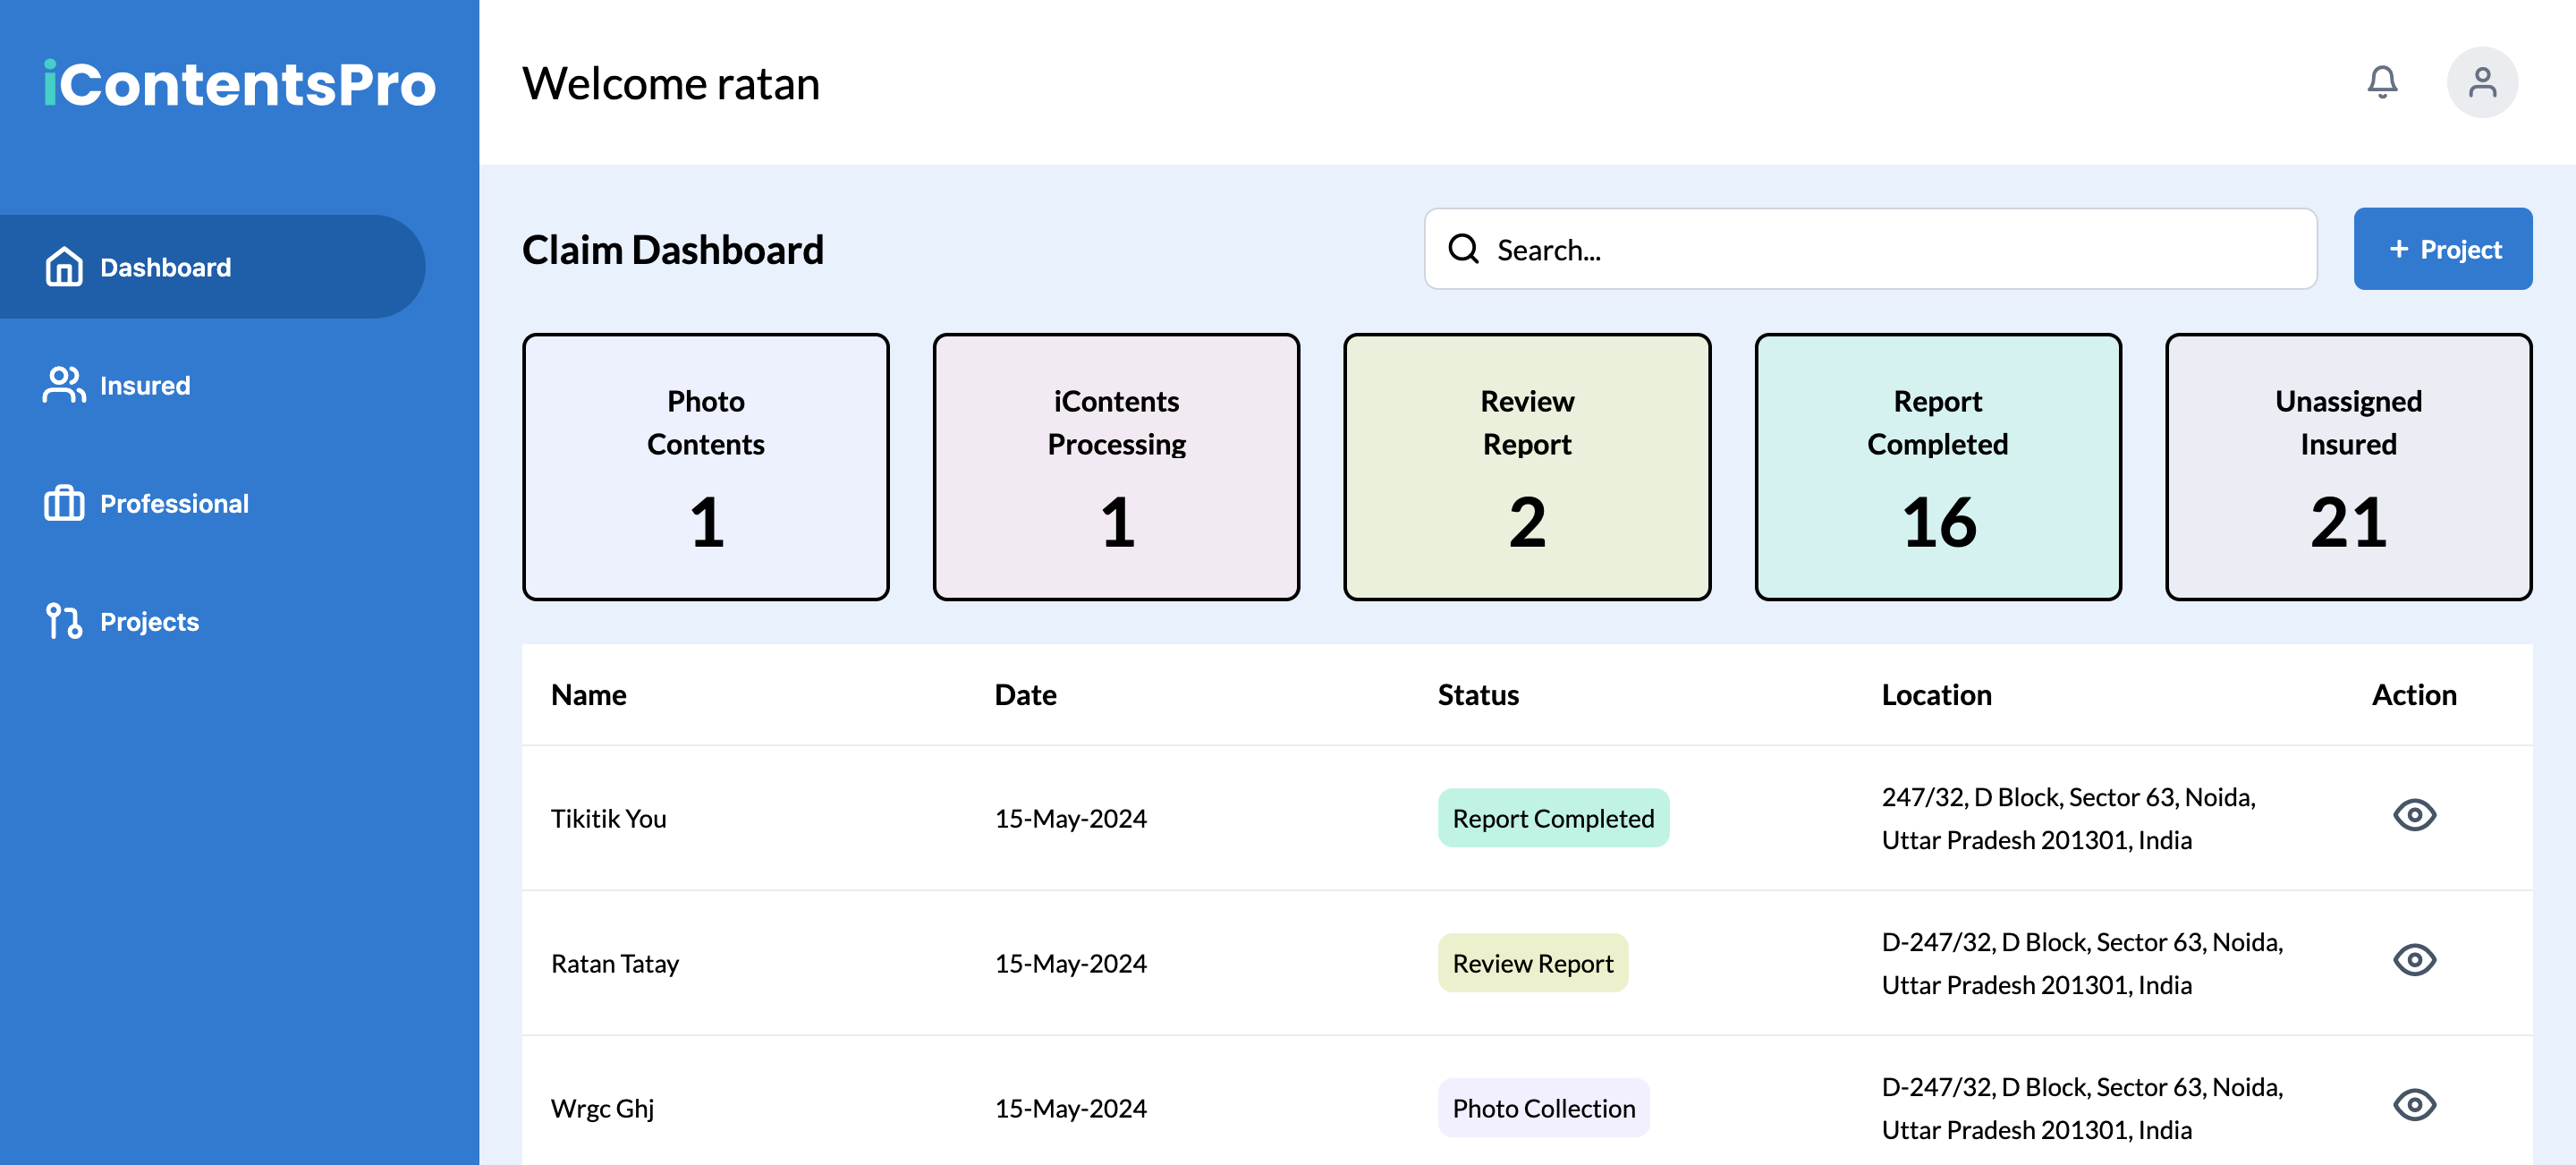 iContentsPro
Welcome ratan
Dashboard
Insured
Professional
Projects
Claim Dashboard
Search...
+ Project
Photo
Contents
1
iContents
Processing
1
Review
Report
2
Report
Completed
16
Unassigned
Insured
21
Name Date Status Location Action
Tikitik You 15-May-2024 Report Completed 247/32, D Block, Sector 63, Noida,
Uttar Pradesh 201301, India
Ratan Tatay 15-May-2024 Review Report D-247/32, D Block, Sector 63, Noida,
Uttar Pradesh 201301, India
Wrgc Ghj 15-May-2024 Photo Collection D-247/32, D Block, Sector 63, Noida,
Uttar Pradesh 201301, India